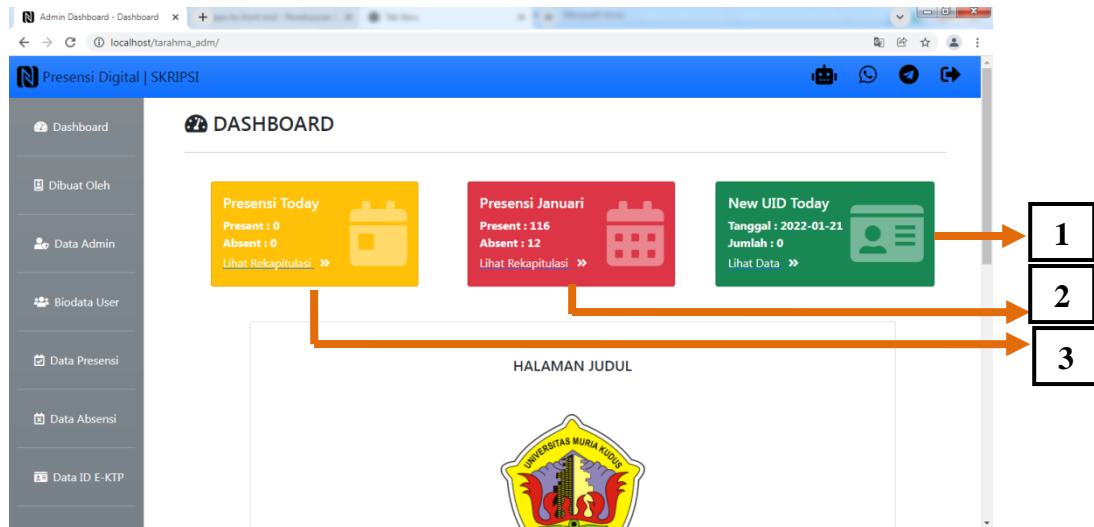 Admin Dashboard - Dashboard
localhost/tarahma_adm/
Presensi Digital | SKRIPSI
Dashboard
Dibuat Oleh
Data Admin
Biodata User
Data Presensi
Data Absensi
Data ID E-KTP
DASHBOARD
Presensi Today
Present : 0
Absent : 0
Lihat Rekapitulasi
Presensi Januari
Present : 116
Absent : 12
Lihat Rekapitulasi
New UID Today
Tanggal : 2022-01-21
Jumlah : 0
Lihat Data
1
2
3
HALAMAN JUDUL
UNIVERSITAS MURIA KUDUS